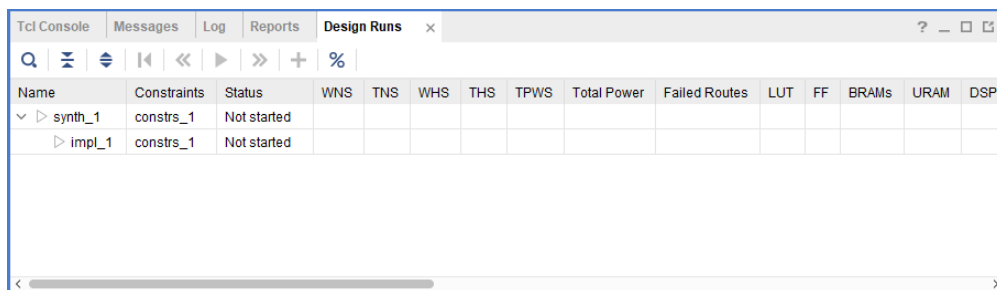 Tcl Console Messages Log Reports Design Runs ×
? _
%
Name Constraints Status WNS TNS WHS THS TPWS Total Power Failed Routes LUT FF BRAMs URAM DSP
synth_1 constrs_1 Not started
impl_1 constrs_1 Not started